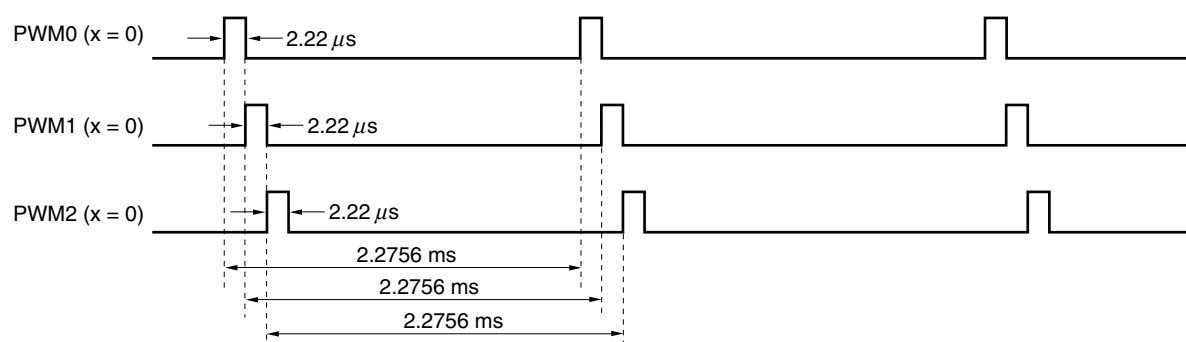 PWM0 (x = 0)
2.22 μs
PWM1 (x = 0)
2.22 μs
PWM2 (x = 0)
2.22 μs
2.2756 ms
2.2756 ms
2.2756 ms